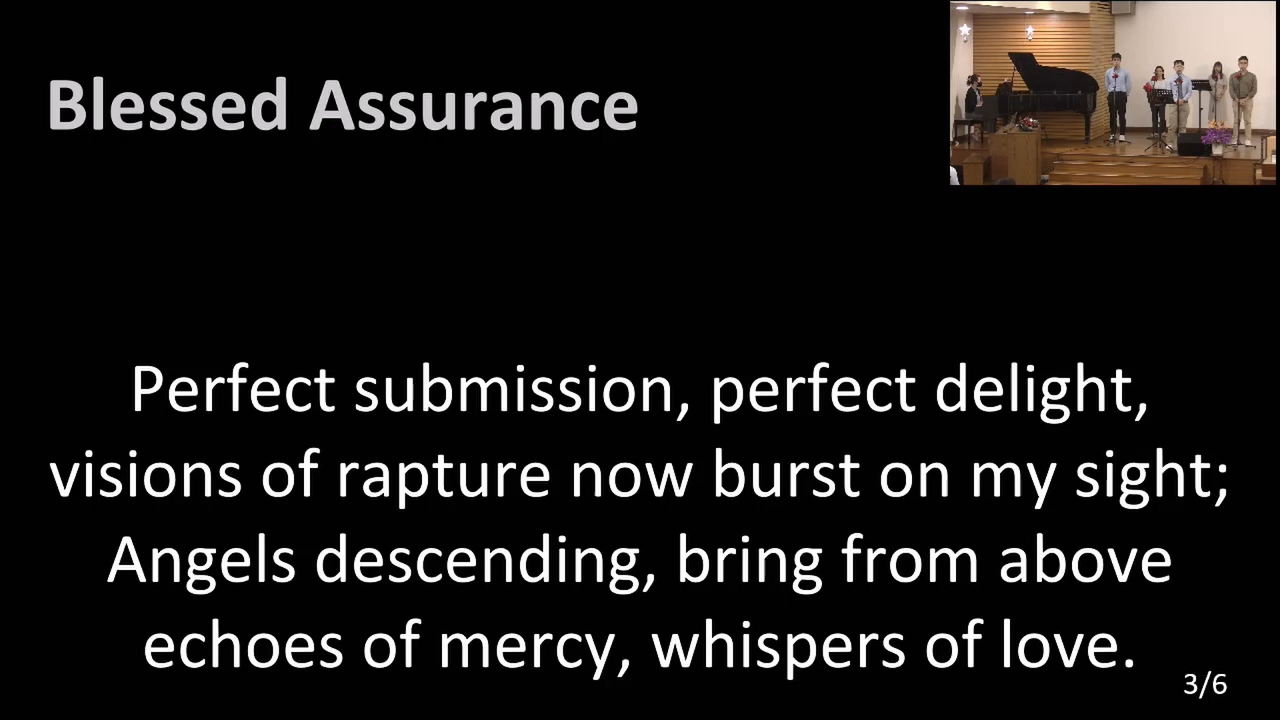 Blessed Assurance
Perfect submission, perfect delight,
visions of rapture now burst on my sight;
Angels descending, bring from above
echoes of mercy, whispers of love.
3/6